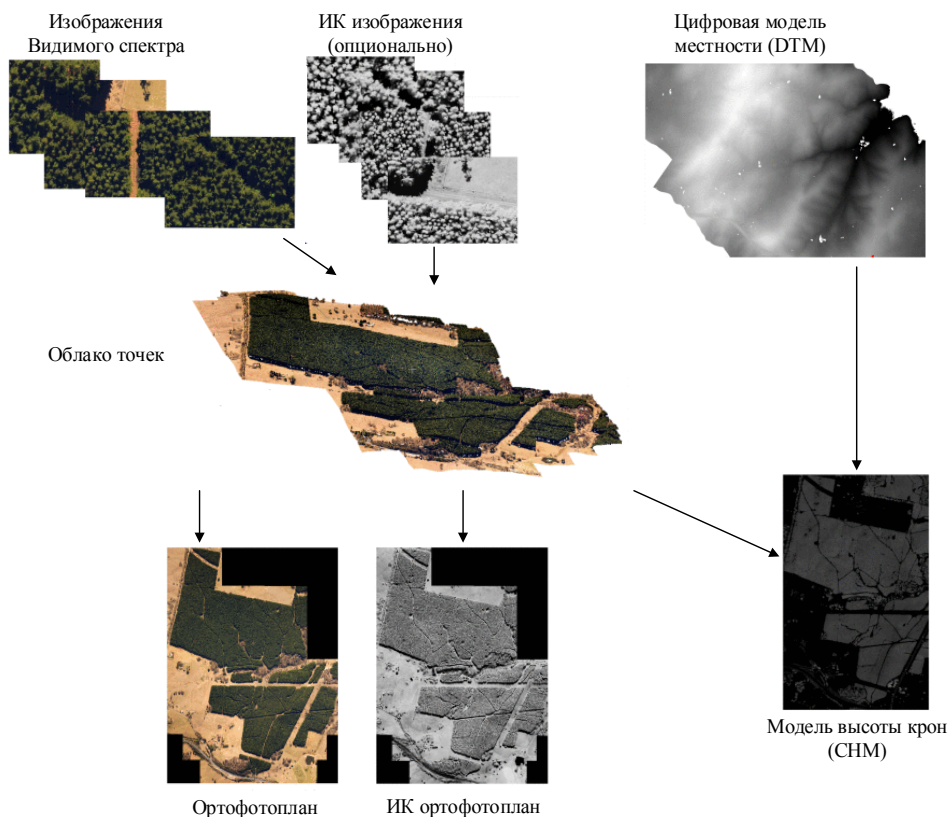 Изображения
Видимого спектра
ИК изображения
(опционально)
Цифровая модель
местности (DTM)
Облако точек
Модель высоты крон
(CHM)
Ортофотоплан
ИК ортофотоплан